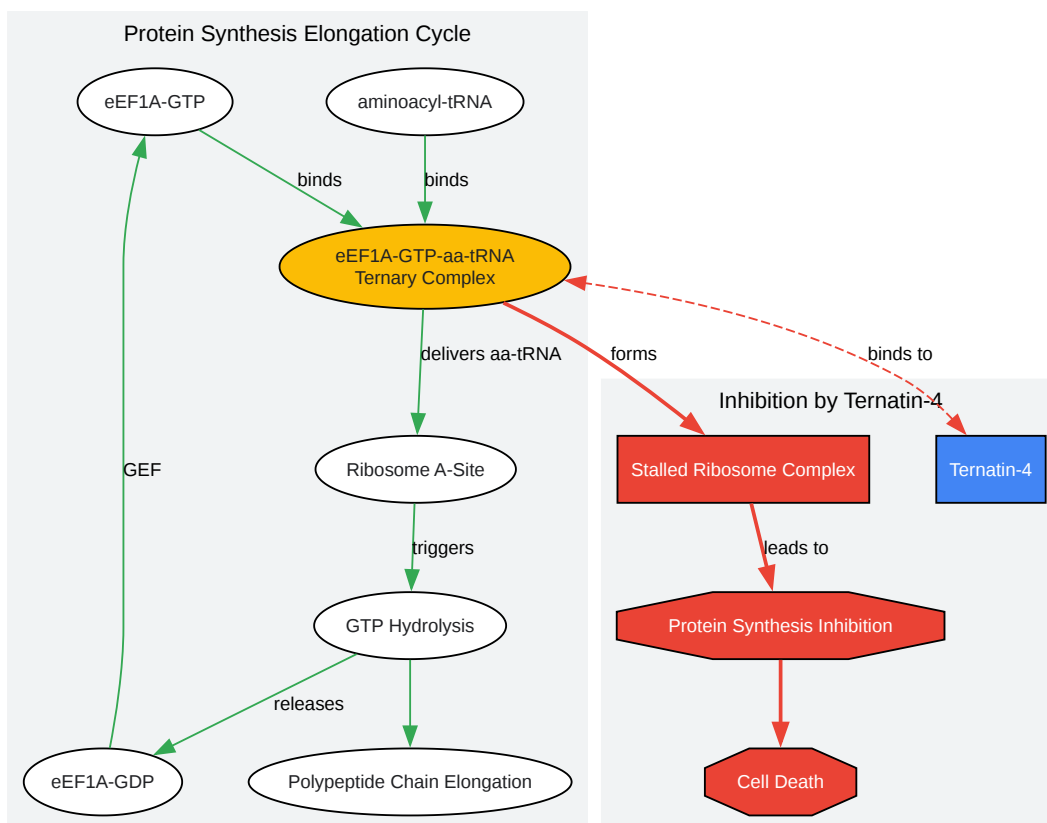 Protein Synthesis Elongation Cycle
eEF1A-GTP
aminoacyl-tRNA
binds
binds
eEF1A-GTP-aa-tRNA
Ternary Complex
delivers aa-tRNA
forms
binds to
Inhibition by Ternatin-4
Ribosome A-Site
Stalled Ribosome Complex
Ternatin-4
GEF
triggers
leads to
GTP Hydrolysis
Protein Synthesis Inhibition
releases
eEF1A-GDP
Polypeptide Chain Elongation
Cell Death